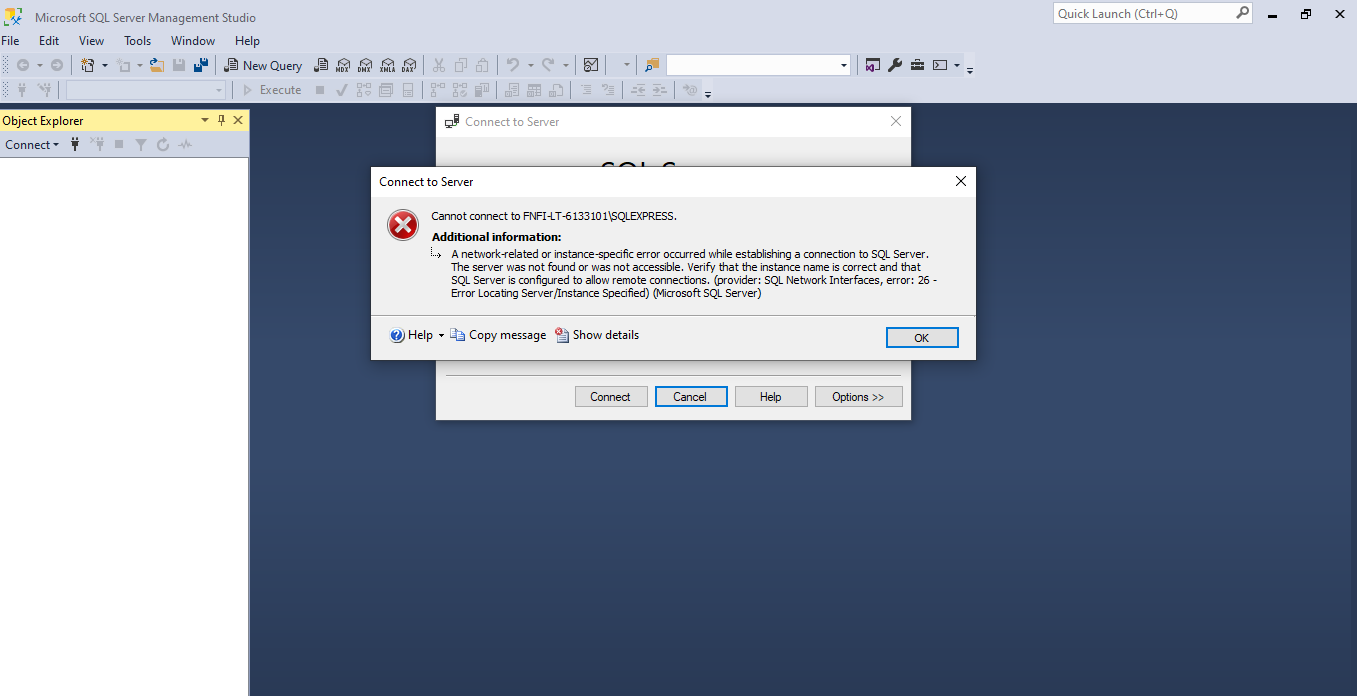 Microsoft SQL Server Management Studio
Quick Launch (Ctrl+Q)
File Edit View Tools Window Help
New Query MDX DMX XMLA DAX
Execute
Object Explorer
Connect
Connect to Server
Connect to Server
Cannot connect to FNFI-LT-6133101\SQLEXPRESS.
Additional information:
A network-related or instance-specific error occurred while establishing a connection to SQL Server.
The server was not found or was not accessible. Verify that the instance name is correct and that
SQL Server is configured to allow remote connections. (provider: SQL Network Interfaces, error: 26 -
Error Locating Server/Instance Specified) (Microsoft SQL Server)
Help Copy message Show details OK
Connect Cancel Help Options >>